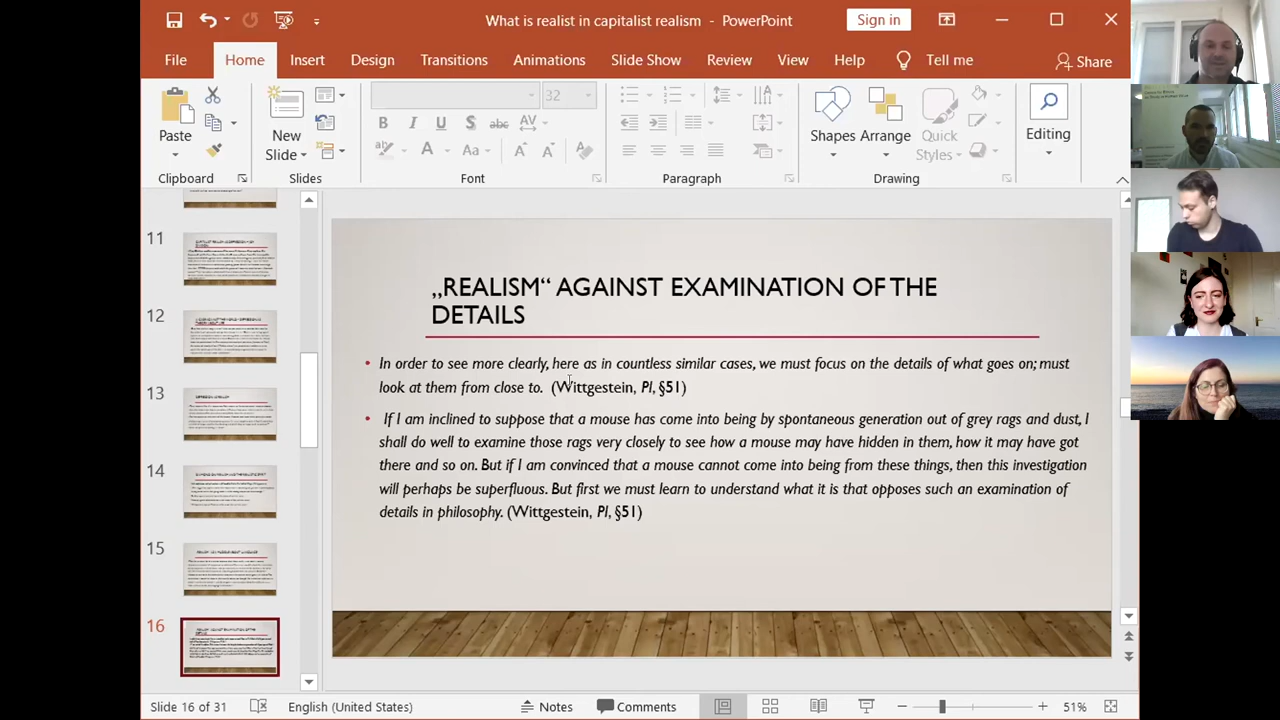 What is realist in capitalist realism - PowerPoint
Sign in
File Home Insert Design Transitions Animations Slide Show Review View Help Tell me Share
32
Paste
New
Slide
Shapes Arrange Quick
Styles
Editing
Clipboard Slides Font Paragraph Drawing
11
12
13
14
15
16
„REALISM“ AGAINST EXAMINATION OF THE
DETAILS
• In order to see more clearly, here as in countless similar cases, we must focus on the details of what goes on; must
look at them from close to. (Wittgestein, PI, §51)
• If I am inclined to suppose that a mouse has come into being by spontaneous generation out of grey rags and dust, I
shall do well to examine those rags very closely to see how a mouse may have hidden in them, how it may have got
there and so on. But if I am convinced that a mouse cannot come into being from these things, then this investigation
will perhaps be superfluous. But first we must learn to understand what it is that opposes such an examination of
details in philosophy. (Wittgestein, PI, §51)
Slide 16 of 31 English (United States) Notes Comments 51%